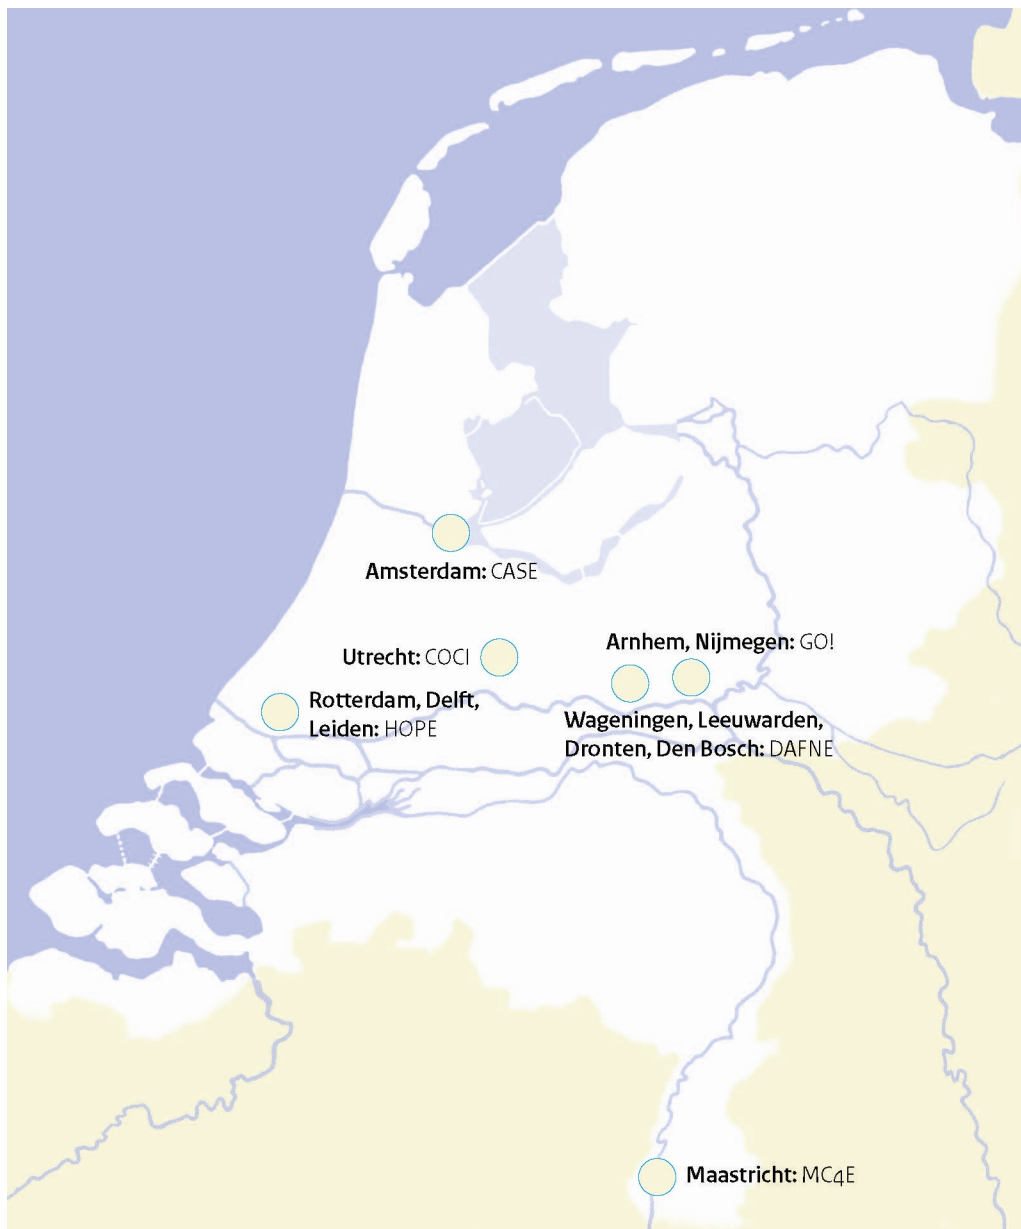 Amsterdam: CASE
Utrecht: COCI
Arnhem, Nijmegen: GO!
Rotterdam, Delft,
Leiden: HOPE
Wageningen, Leeuwarden,
Dronten, Den Bosch: DAFNE
Maastricht: MC4E